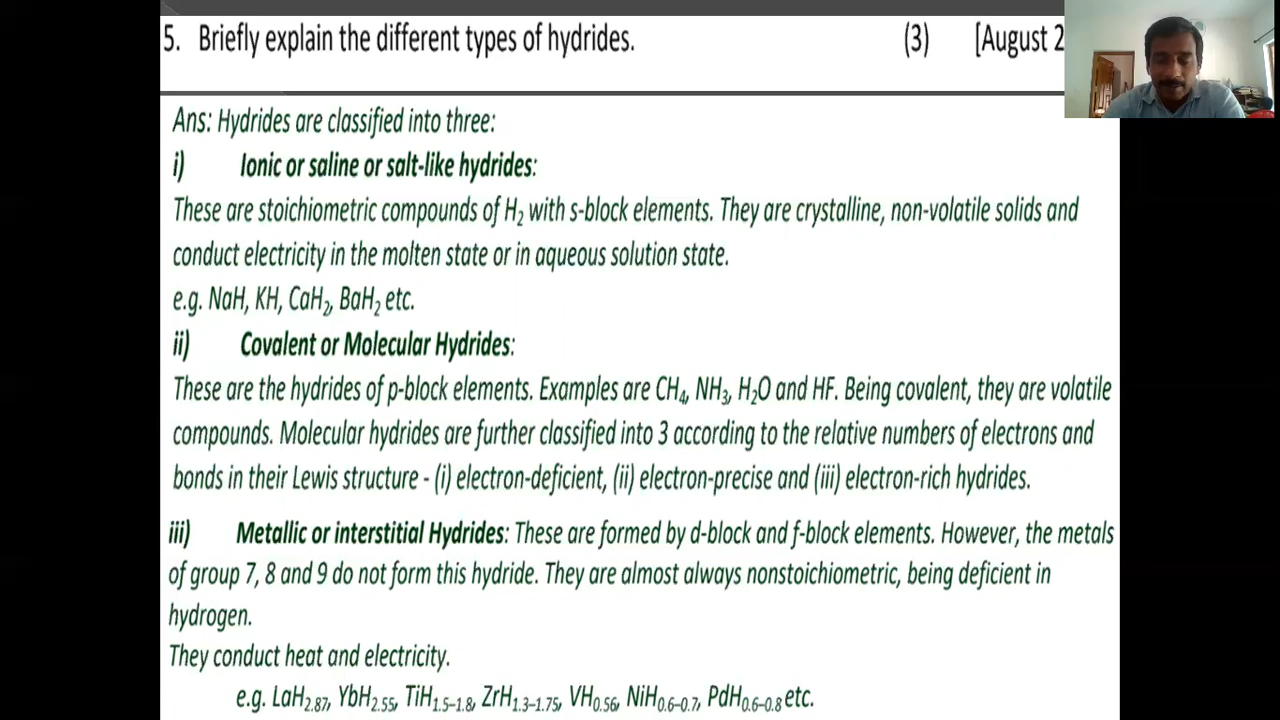 5. Briefly explain the different types of hydrides. (3) [August 2
Ans: Hydrides are classified into three:
i) Ionic or saline or salt-like hydrides:
These are stoichiometric compounds of H₂ with s-block elements. They are crystalline, non-volatile solids and
conduct electricity in the molten state or in aqueous solution state.
e.g. NaH, KH, CaH₂, BaH₂ etc.
ii) Covalent or Molecular Hydrides:
These are the hydrides of p-block elements. Examples are CH₄, NH₃, H₂O and HF. Being covalent, they are volatile
compounds. Molecular hydrides are further classified into 3 according to the relative numbers of electrons and
bonds in their Lewis structure - (i) electron-deficient, (ii) electron-precise and (iii) electron-rich hydrides.
iii) Metallic or interstitial Hydrides: These are formed by d-block and f-block elements. However, the metals
of group 7, 8 and 9 do not form this hydride. They are almost always nonstoichiometric, being deficient in
hydrogen.
They conduct heat and electricity.
e.g. LaH₂.₈₇, YbH₂.₅₅, TiH₁.₅–₁.₈, ZrH₁.₃–₁.₇₅, VH₀.₅₆, NiH₀.₆–₀.₇, PdH₀.₆–₀.₈ etc.